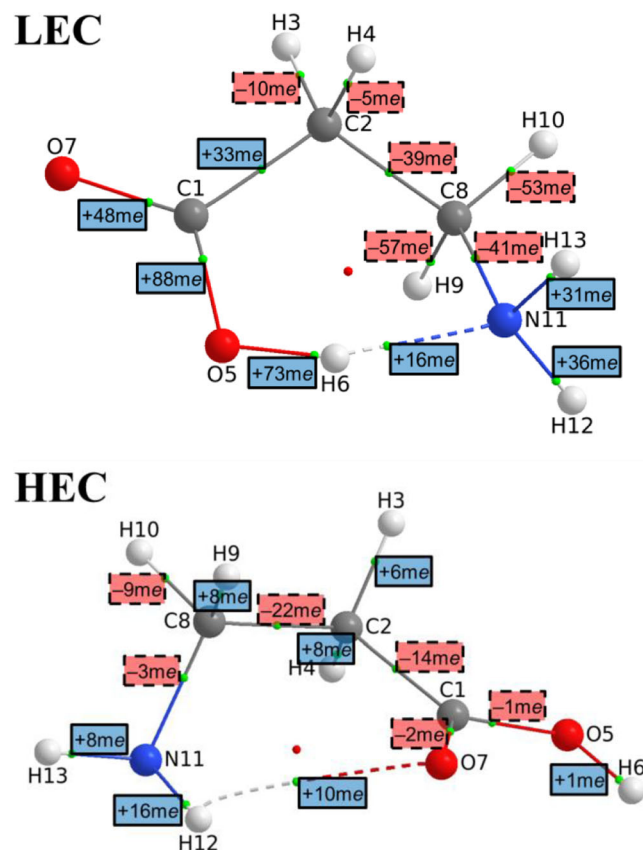 LEC
H3
H4
–10me
–5me
C2
H10
O7
+33me
–39me
C1
C8
–53me
+48me
–57me
–41me
H13
+88me
H9
+31me
N11
O5
H6
+16me
+36me
+73me
H12
HEC
H3
H10
H9
+6me
–9me
+8me
–22me
C8
C2
+8me
H4
–14me
–3me
C1
–1me
O5
–2me
+8me
N11
O7
H6
H13
+1me
+16me
+10me
H12